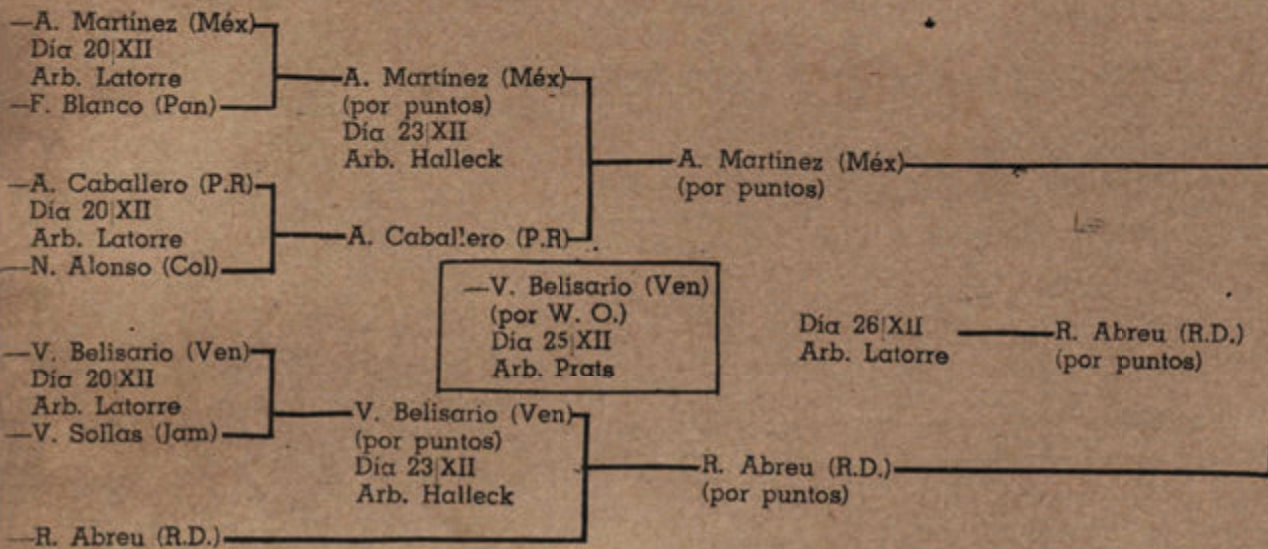 —A. Martínez (Méx)
Día 20|XII
Arb. Latorre
—F. Blanco (Pan)
A. Martínez (Méx)
(por puntos)
Día 23|XII
Arb. Halleck
—A. Caballero (P.R)
Día 20|XII
Arb. Latorre
—N. Alonso (Col)
A. Caballero (P.R)
A. Martínez (Méx)
(por puntos)
—V. Belisario (Ven)
(por W. O.)
Día 25|XII
Arb. Prats
Día 26|XII
Arb. Latorre
R. Abreu (R.D.)
(por puntos)
—V. Belisario (Ven)
Día 20|XII
Arb. Latorre
—V. Sollas (Jam)
V. Belisario (Ven)
(por puntos)
Día 23|XII
Arb. Halleck
—R. Abreu (R.D.)
R. Abreu (R.D.)
(por puntos)